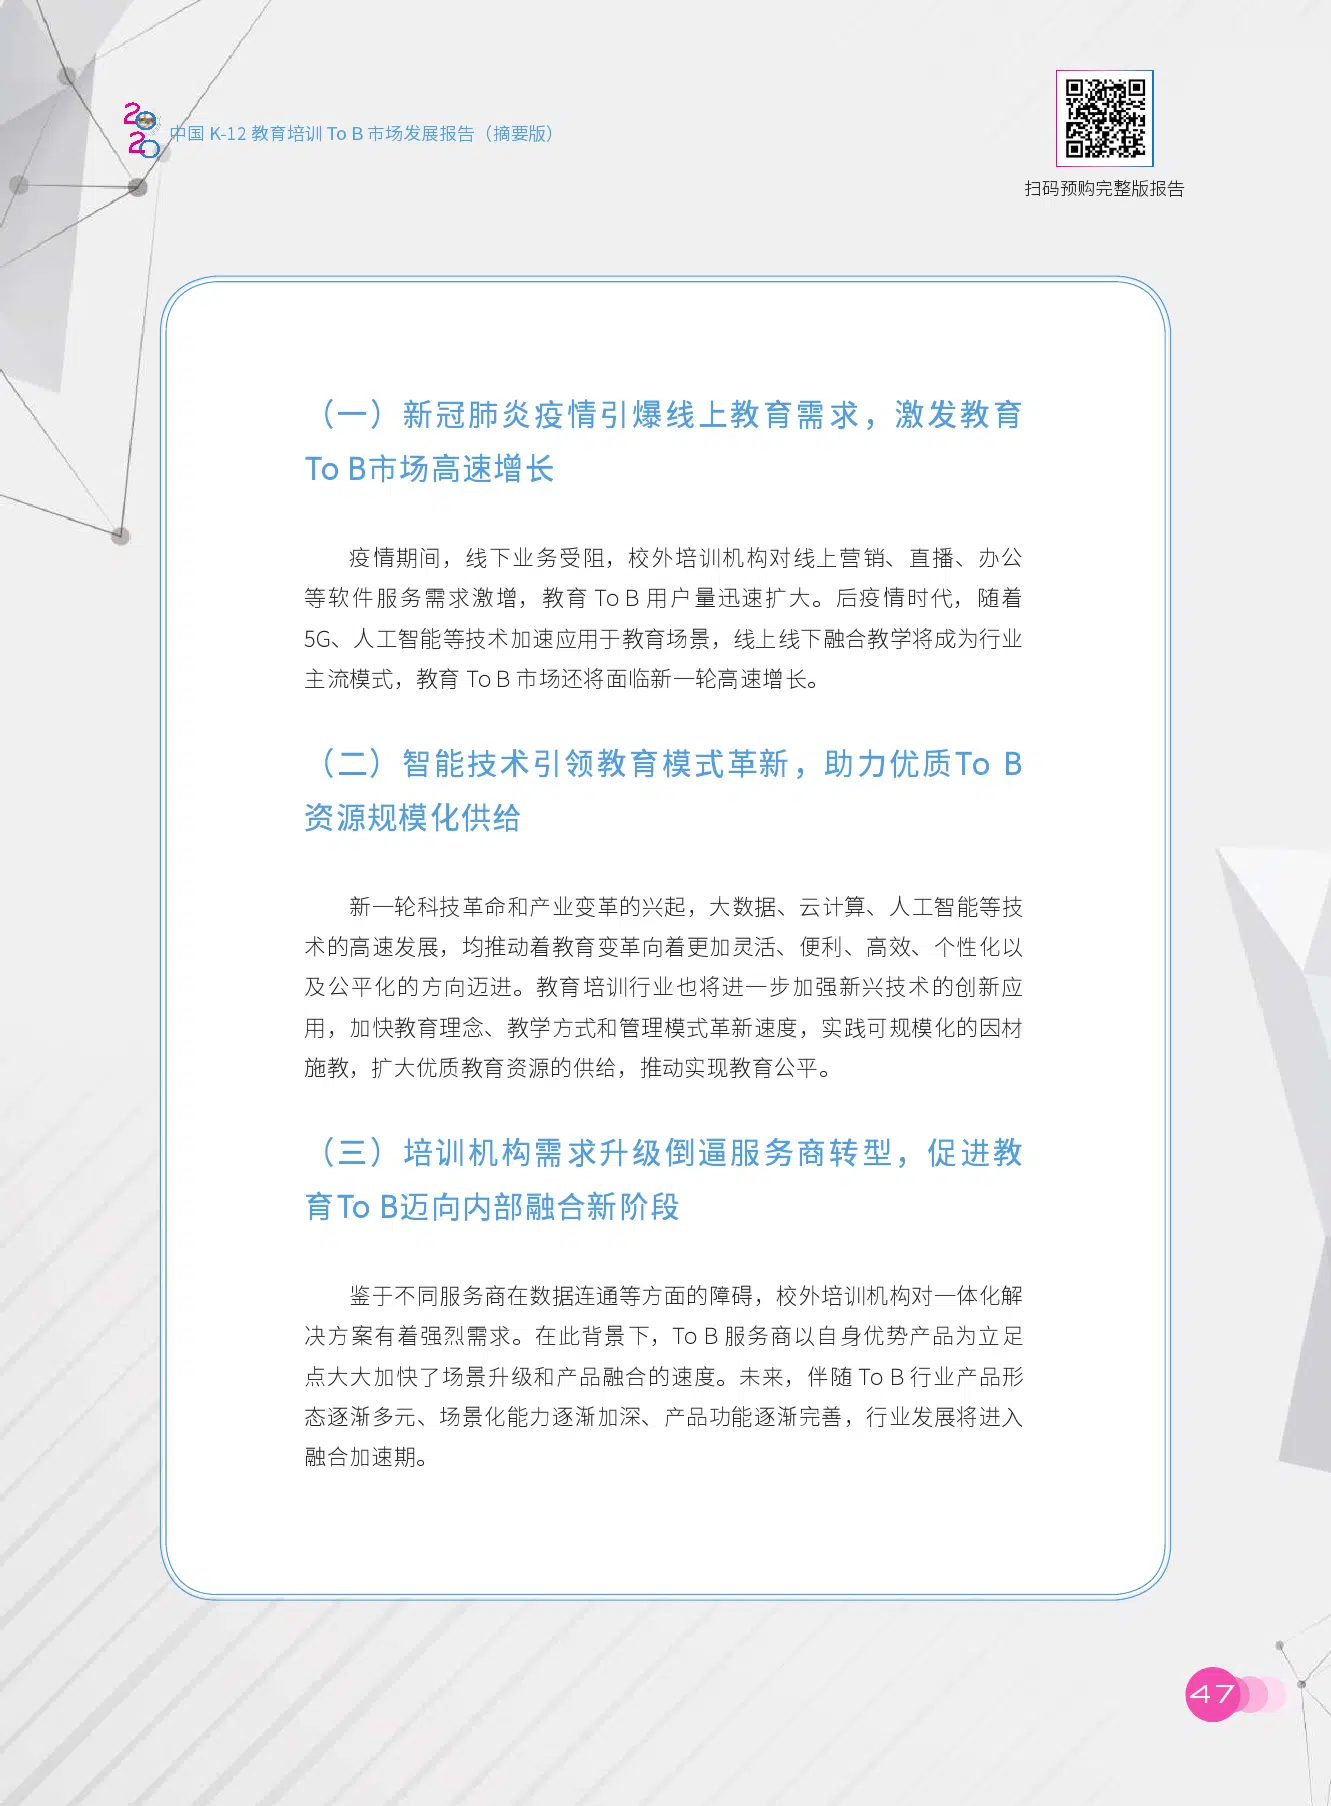 2020
中国 K-12 教育培训 To B 市场发展报告（摘要版）
扫码预购完整版报告
（一）新冠肺炎疫情引爆线上教育需求，激发教育
To B市场高速增长
疫情期间，线下业务受阻，校外培训机构对线上营销、直播、办公
等软件服务需求激增，教育 To B 用户量迅速扩大。后疫情时代，随着
5G、人工智能等技术加速应用于教育场景，线上线下融合教学将成为行业
主流模式，教育 To B 市场还将面临新一轮高速增长。
（二）智能技术引领教育模式革新，助力优质To B
资源规模化供给
新一轮科技革命和产业变革的兴起，大数据、云计算、人工智能等技
术的高速发展，均推动着教育变革向着更加灵活、便利、高效、个性化以
及公平化的方向迈进。教育培训行业也将进一步加强新兴技术的创新应
用，加快教育理念、教学方式和管理模式革新速度，实践可规模化的因材
施教，扩大优质教育资源的供给，推动实现教育公平。
（三）培训机构需求升级倒逼服务商转型，促进教
育To B迈向内部融合新阶段
鉴于不同服务商在数据连通等方面的障碍，校外培训机构对一体化解
决方案有着强烈需求。在此背景下，To B 服务商以自身优势产品为立足
点大大加快了场景升级和产品融合的速度。未来，伴随 To B 行业产品形
态逐渐多元、场景化能力逐渐加深、产品功能逐渐完善，行业发展将进入
融合加速期。
47